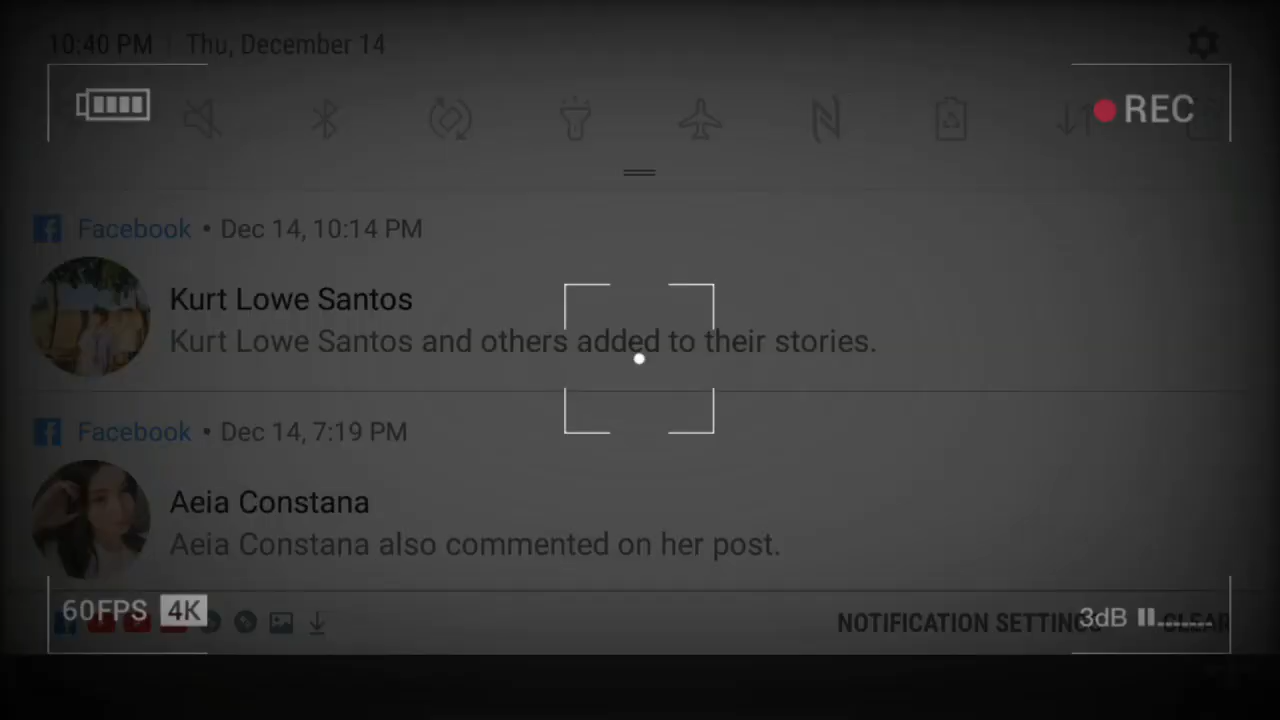 10:40 PM | Thu, December 14
REC
Facebook • Dec 14, 10:14 PM
Kurt Lowe Santos
Kurt Lowe Santos and others added to their stories.
Facebook • Dec 14, 7:19 PM
Aeia Constana
Aeia Constana also commented on her post.
60FPS 4K
NOTIFICATION SETTINGS
3dB
CLEAR